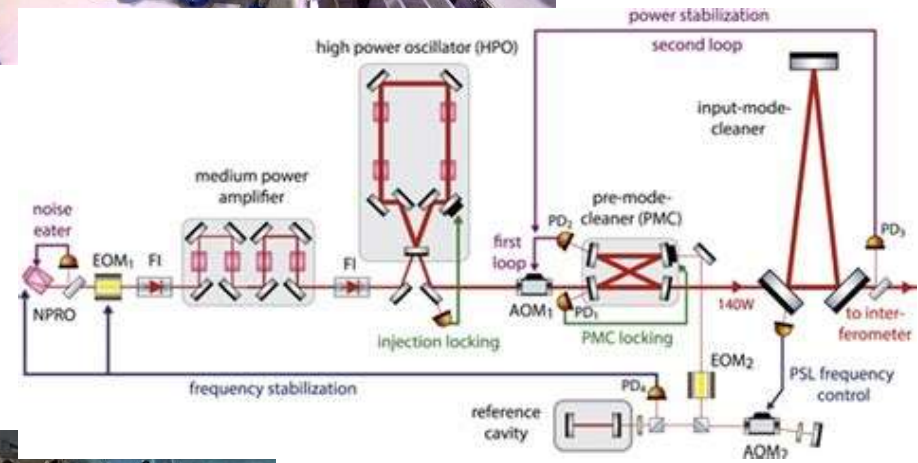 power stabilization
second loop
high power oscillator (HPO)
input-mode-
cleaner
medium power
amplifier
pre-mode-
cleaner (PMC)
noise
eater
PD₂
PD₃
first
loop
EOM₁
FI
FI
NPRO
AOM₁
PD₁
140W
to inter-
ferometer
injection locking
PMC locking
EOM₂
PSL frequency
control
frequency stabilization
PD₄
reference
cavity
AOM₂